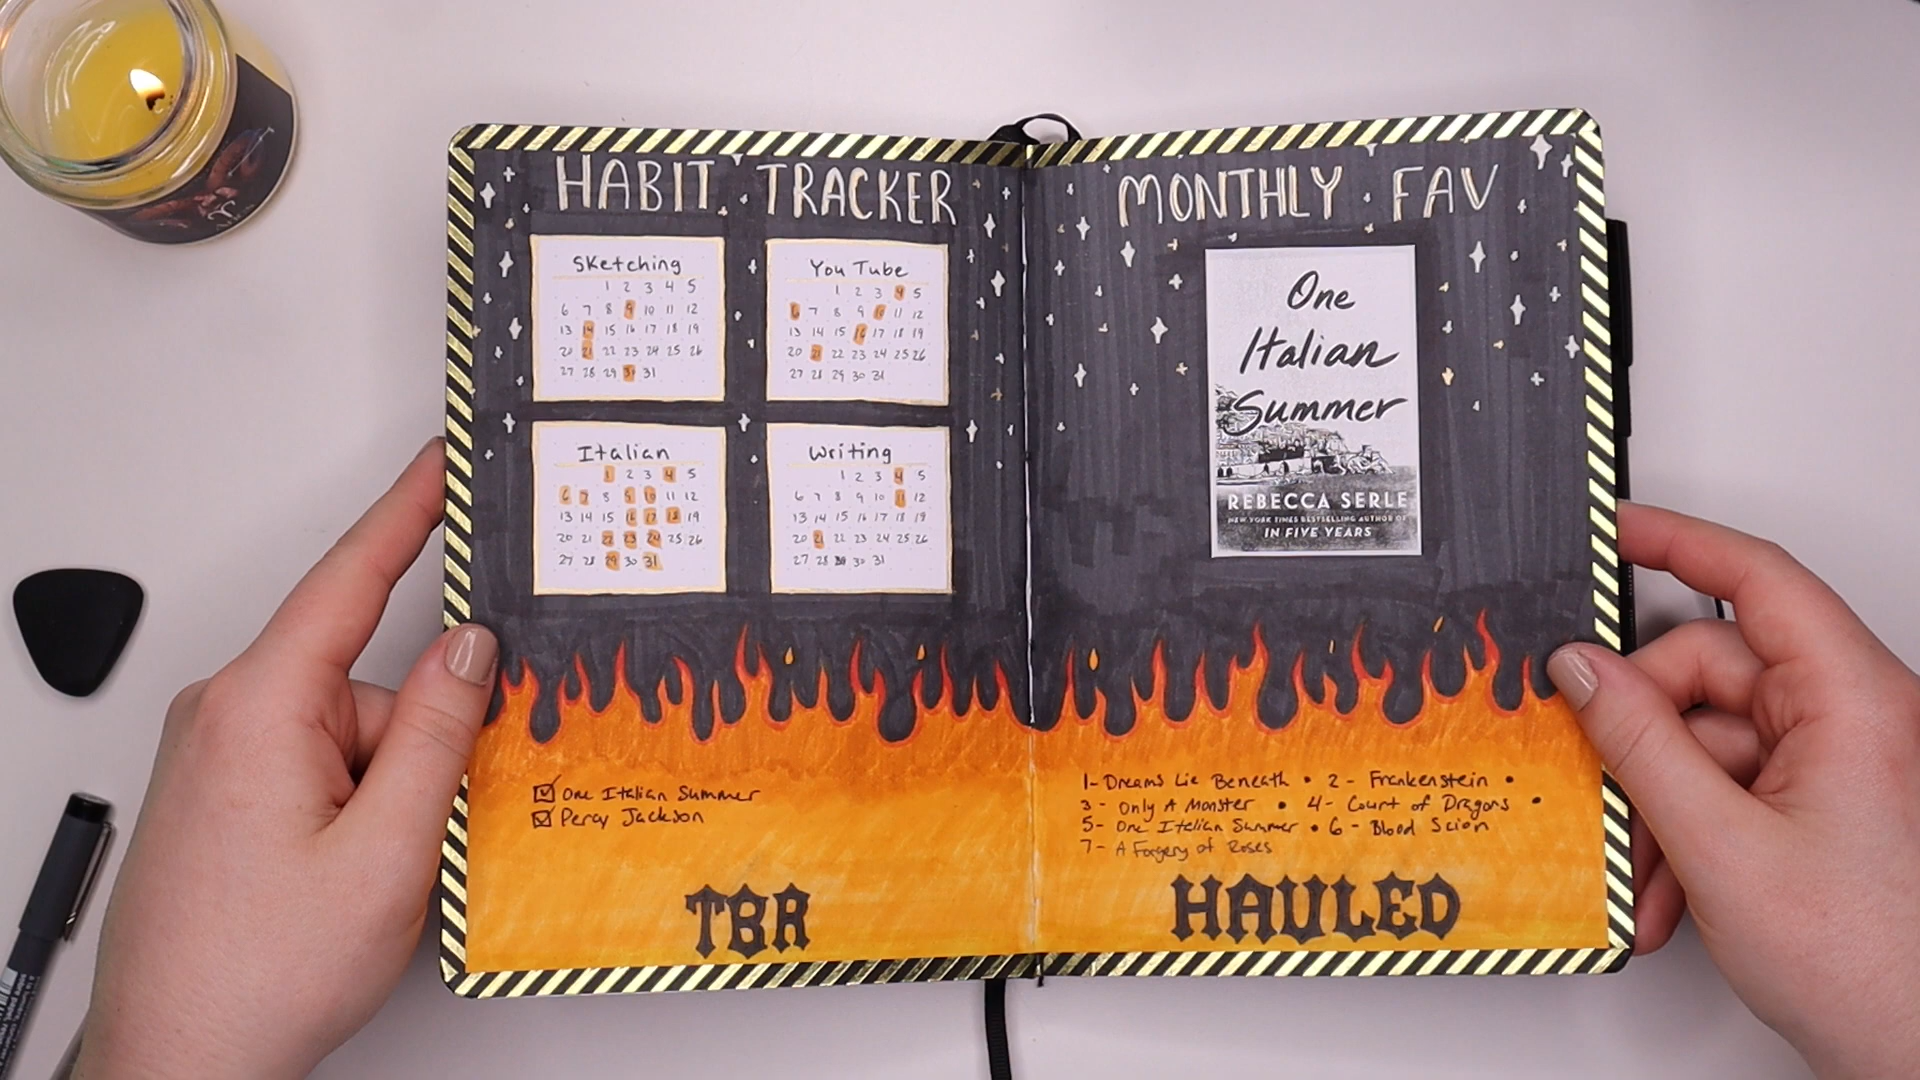 HABIT TRACKER
Sketching
1 2 3 4 5
6 7 8 9 10 11 12
13 14 15 16 17 18 19
20 21 22 23 24 25 26
27 28 29 30 31
You Tube
1 2 3 4 5
6 7 8 9 10 11 12
13 14 15 16 17 18 19
20 21 22 23 24 25 26
27 28 29 30 31
Italian
1 2 3 4 5
6 7 8 9 10 11 12
13 14 15 16 17 18 19
20 21 22 23 24 25 26
27 28 29 30 31
Writing
1 2 3 4 5
6 7 8 9 10 11 12
13 14 15 16 17 18 19
20 21 22 23 24 25 26
27 28 29 30 31
One Italian Summer
Percy Jackson
TBR
MONTHLY FAV
One
Italian
Summer
REBECCA SERLE
NEW YORK TIMES BESTSELLING AUTHOR OF
IN FIVE YEARS
1- Dreams Lie Beneath • 2 - Frankenstein •
3 - Only A Monster • 4- Court of Dragons •
5- One Italian Summer • 6 - Blood Scion
7- A Forgery of Roses
HAULED